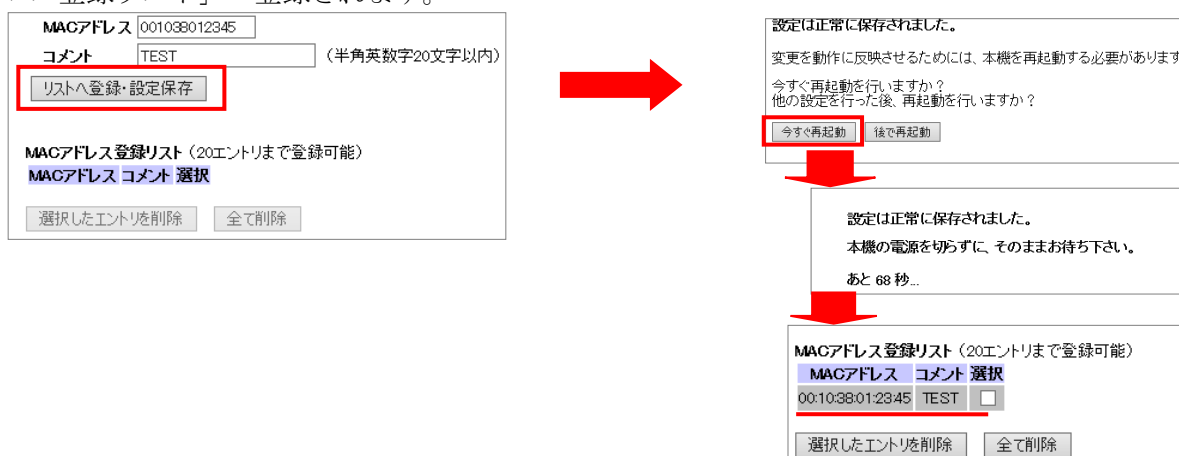 登録されます。
MACアドレス 001038012345
コメント TEST (半角英数字20文字以内)
リストへ登録・設定保存
MACアドレス登録リスト (20エントリまで登録可能)
MACアドレス コメント 選択
選択したエントリを削除 全て削除
設定は正常に保存されました。
変更を動作に反映させるためには、本機を再起動する必要があります
今すぐ再起動を行いますか?
他の設定を行った後、再起動を行いますか?
今すぐ再起動 後で再起動
設定は正常に保存されました。
本機の電源を切らずに、そのままお待ち下さい。
あと 68 秒...
MACアドレス登録リスト (20エントリまで登録可能)
MACアドレス コメント 選択
00:10:38:01:23:45 TEST
選択したエントリを削除 全て削除